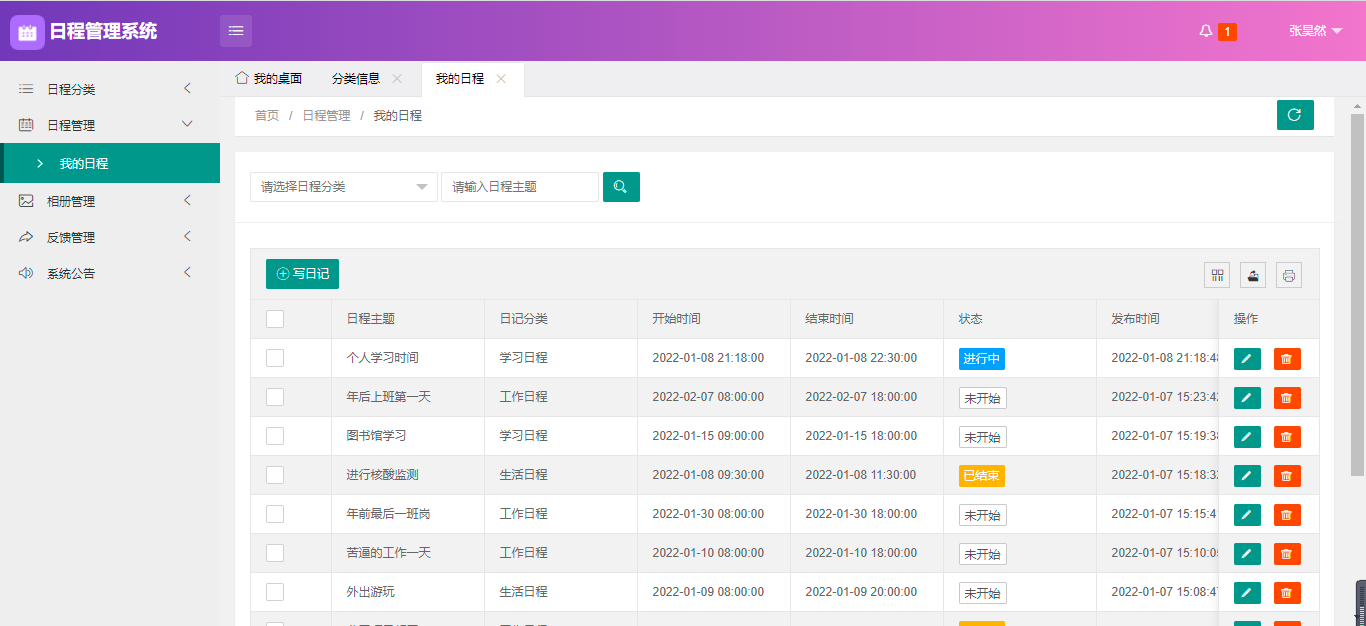 日程管理系统
1
张昊然
日程分类
日程管理
我的日程
相册管理
反馈管理
系统公告
我的桌面 分类信息 我的日程
首页 / 日程管理 / 我的日程
请选择日程分类 请输入日程主题
写日记
日程主题 日记分类 开始时间 结束时间 状态 发布时间 操作
个人学习时间 学习日程 2022-01-08 21:18:00 2022-01-08 22:30:00 进行中 2022-01-08 21:18:48
年后上班第一天 工作日程 2022-02-07 08:00:00 2022-02-07 18:00:00 未开始 2022-01-07 15:23:42
图书馆学习 学习日程 2022-01-15 09:00:00 2022-01-15 18:00:00 未开始 2022-01-07 15:19:38
进行核酸监测 生活日程 2022-01-08 09:30:00 2022-01-08 11:30:00 已结束 2022-01-07 15:18:33
年前最后一班岗 工作日程 2022-01-30 08:00:00 2022-01-30 18:00:00 未开始 2022-01-07 15:15:41
苦逼的工作一天 工作日程 2022-01-10 08:00:00 2022-01-10 18:00:00 未开始 2022-01-07 15:10:05
外出游玩 生活日程 2022-01-09 08:00:00 2022-01-09 20:00:00 未开始 2022-01-07 15:08:47